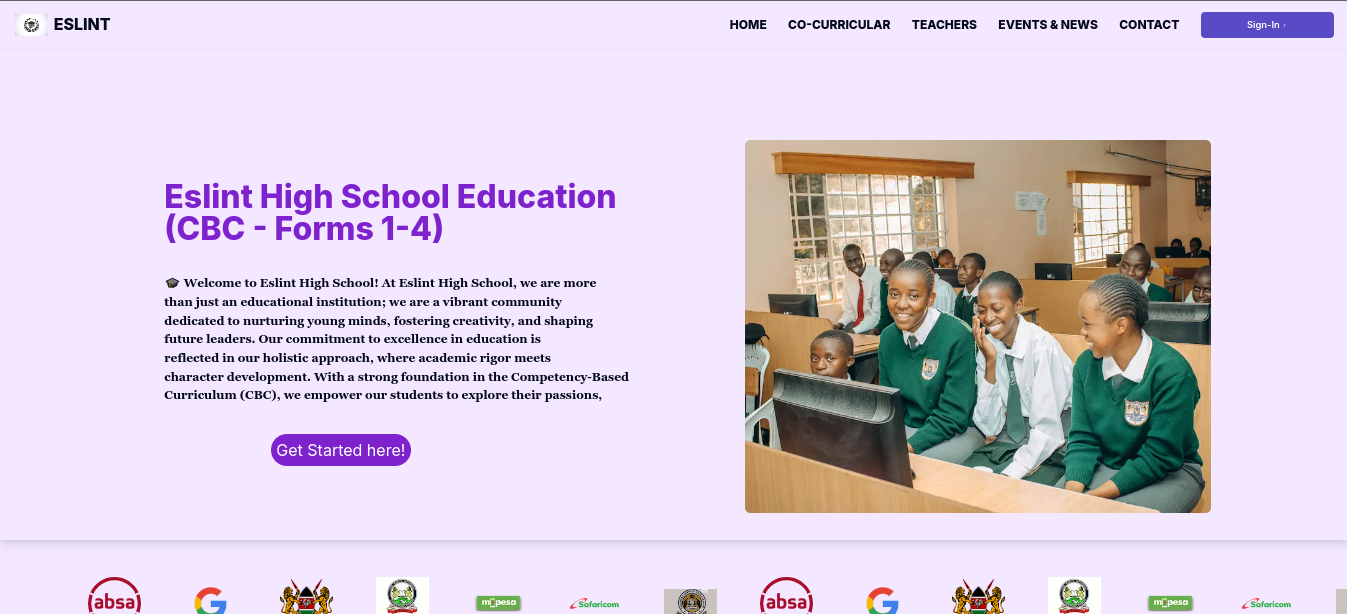 ESLINT
HOME CO-CURRICULAR TEACHERS EVENTS & NEWS CONTACT Sign-In ›
Eslint High School Education
(CBC - Forms 1-4)
🎓 Welcome to Eslint High School! At Eslint High School, we are more
than just an educational institution; we are a vibrant community
dedicated to nurturing young minds, fostering creativity, and shaping
future leaders. Our commitment to excellence in education is
reflected in our holistic approach, where academic rigor meets
character development. With a strong foundation in the Competency-Based
Curriculum (CBC), we empower our students to explore their passions,
Get Started here!
absa
m-pesa
Safaricom
absa
m-pesa
Safaricom